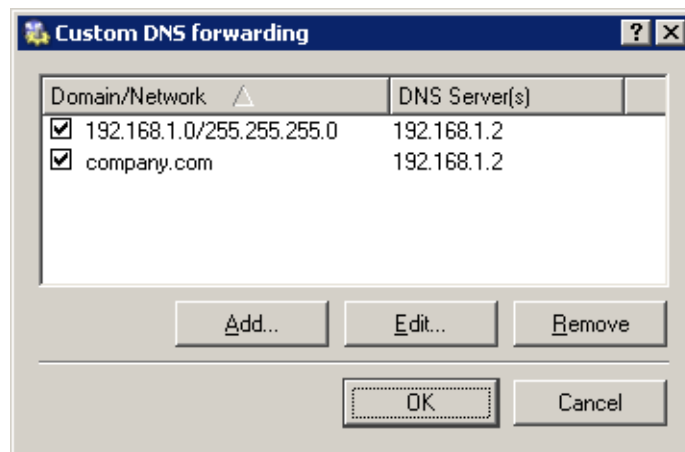 Custom DNS forwarding
Domain/Network DNS Server(s)
192.168.1.0/255.255.255.0 192.168.1.2
company.com 192.168.1.2
Add... Edit... Remove
OK Cancel